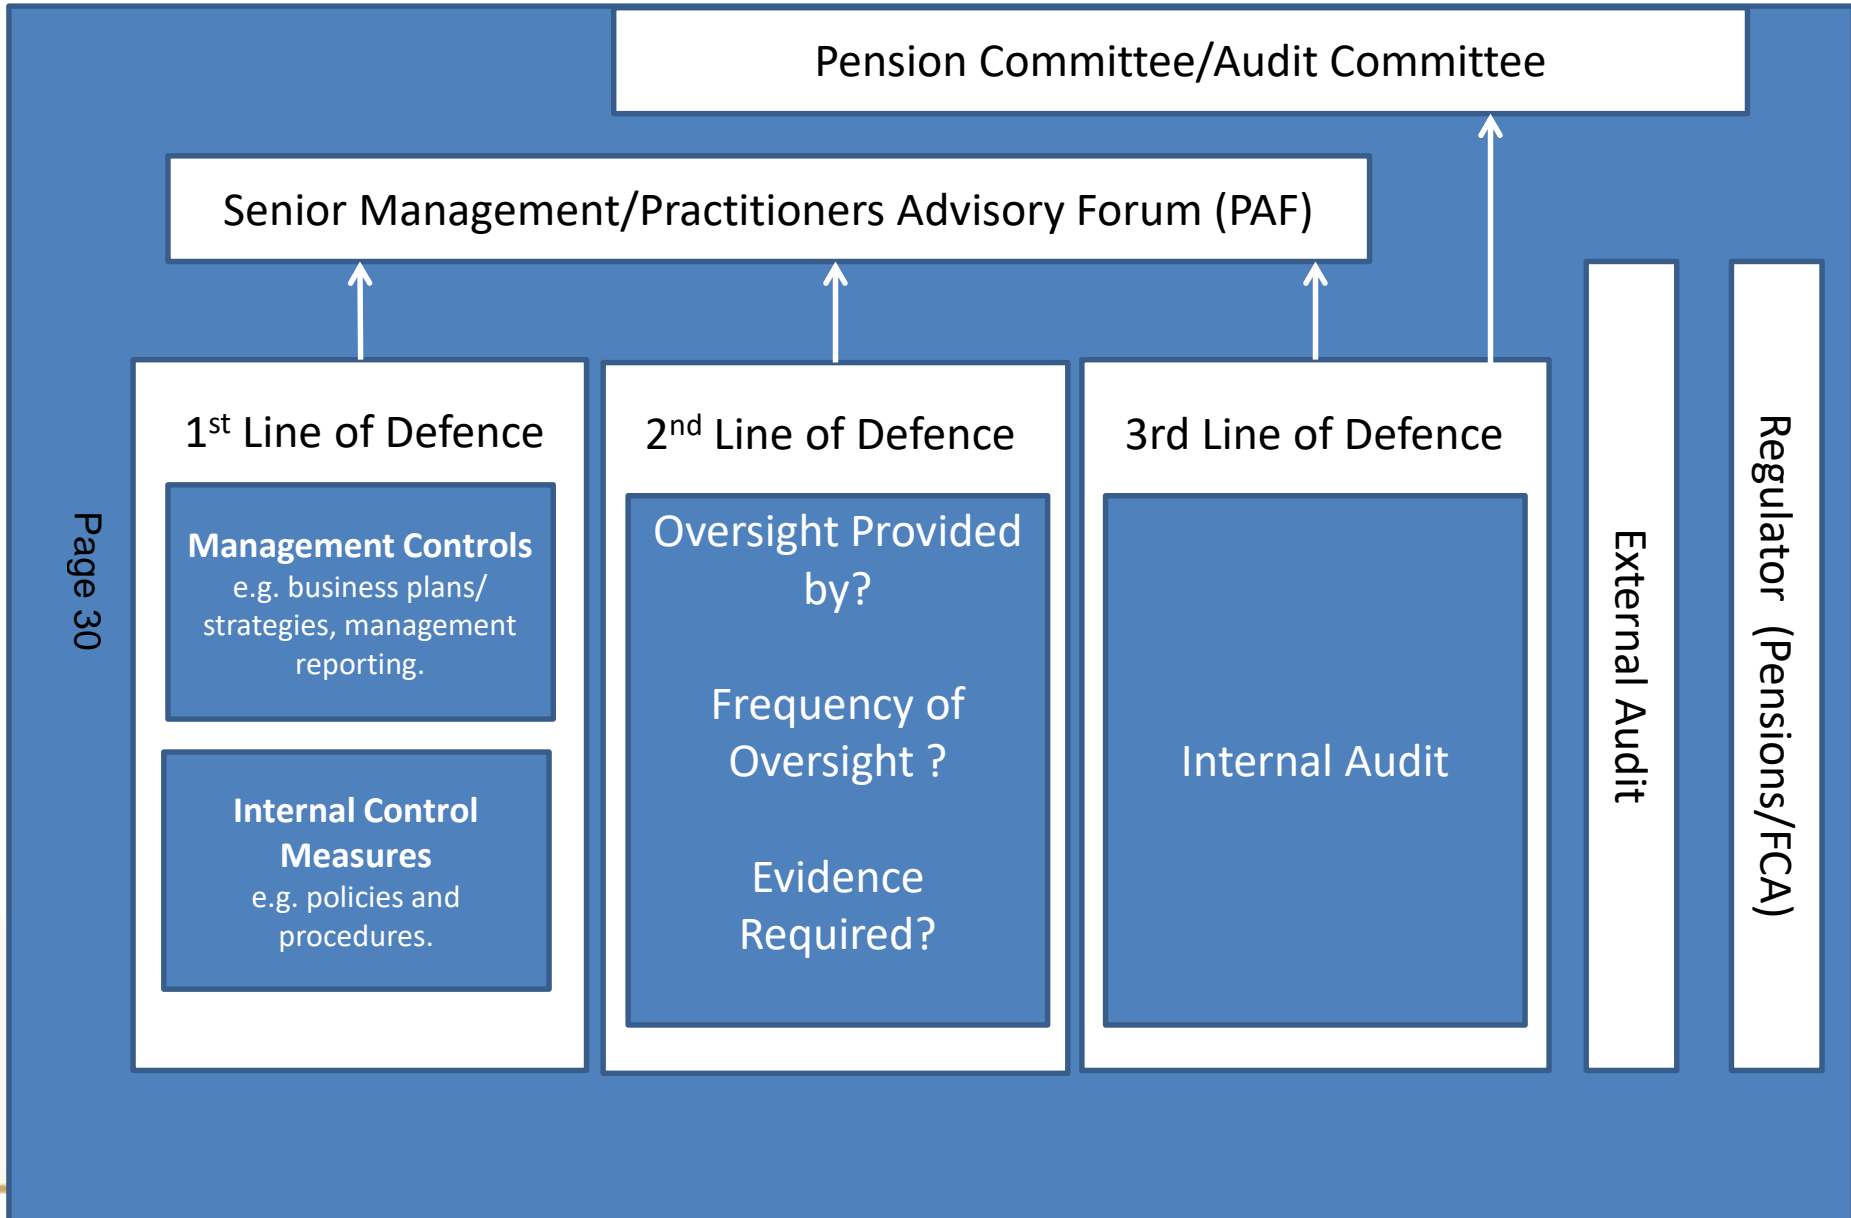 Pension Committee/Audit Committee
Senior Management/Practitioners Advisory Forum (PAF)
1st Line of Defence
Management Controls
e.g. business plans/
strategies, management
reporting.
Internal Control
Measures
e.g. policies and
procedures.
2nd Line of Defence
Oversight Provided
by?
Frequency of
Oversight ?
Evidence
Required?
3rd Line of Defence
Internal Audit
External Audit
Regulator (Pensions/FCA)
Page 30